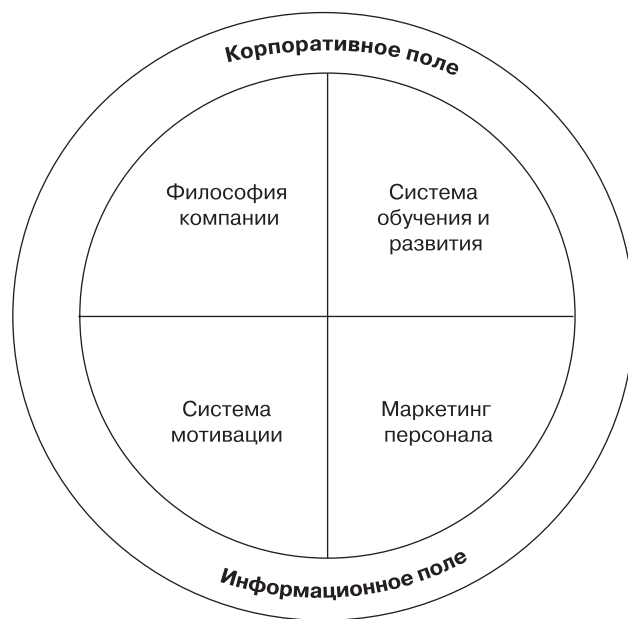 Корпоративное поле
Философия
компании
Система
обучения и
развития
Система
мотивации
Маркетинг
персонала
Информационное поле